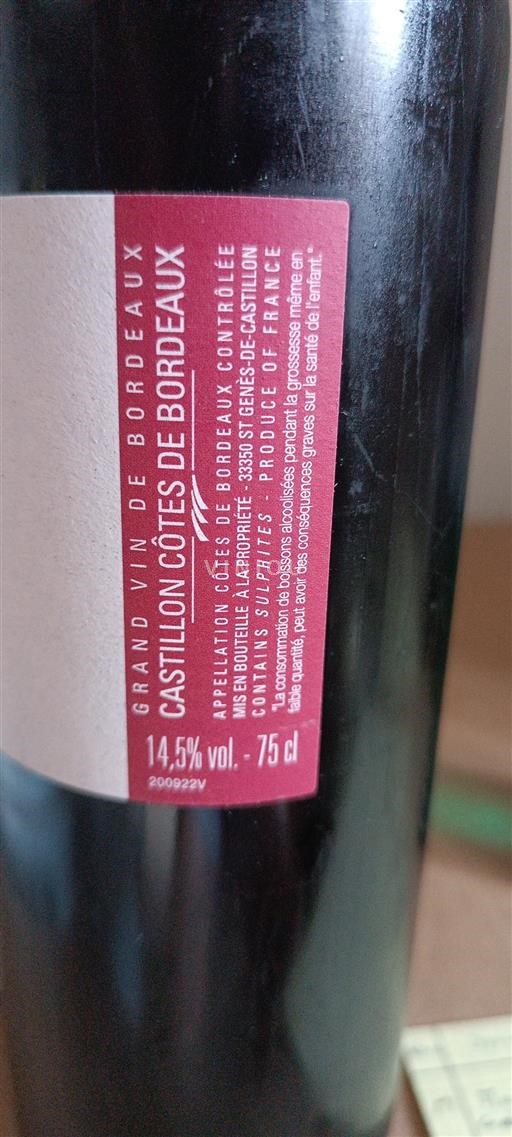 GRAND VIN DE BORDEAUX
CASTILLON CÔTES DE BORDEAUX
APPELLATION CÔTES DE BORDEAUX CONTRÔLÉE
MIS EN BOUTEILLE À LA PROPRIÉTÉ - 33350 ST GENÈS-DE-CASTILLON
CONTAINS SULPHITES - PRODUCE OF FRANCE
"La consommation de boissons alcoolisées pendant la grossesse même en
faible quantité, peut avoir des conséquences graves sur la santé de l'enfant."
14,5% vol. - 75 cl
200922V